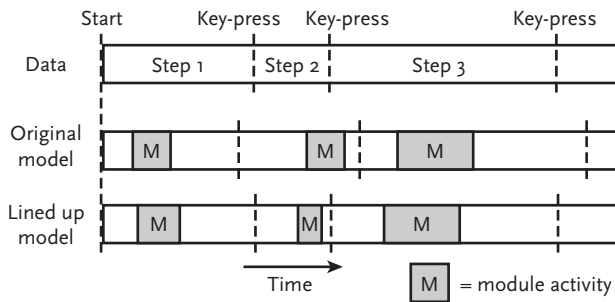 Start Key-press Key-press Key-press
Data Step 1 Step 2 Step 3
Original
model M M M
Lined up
model M M M
Time M = module activity